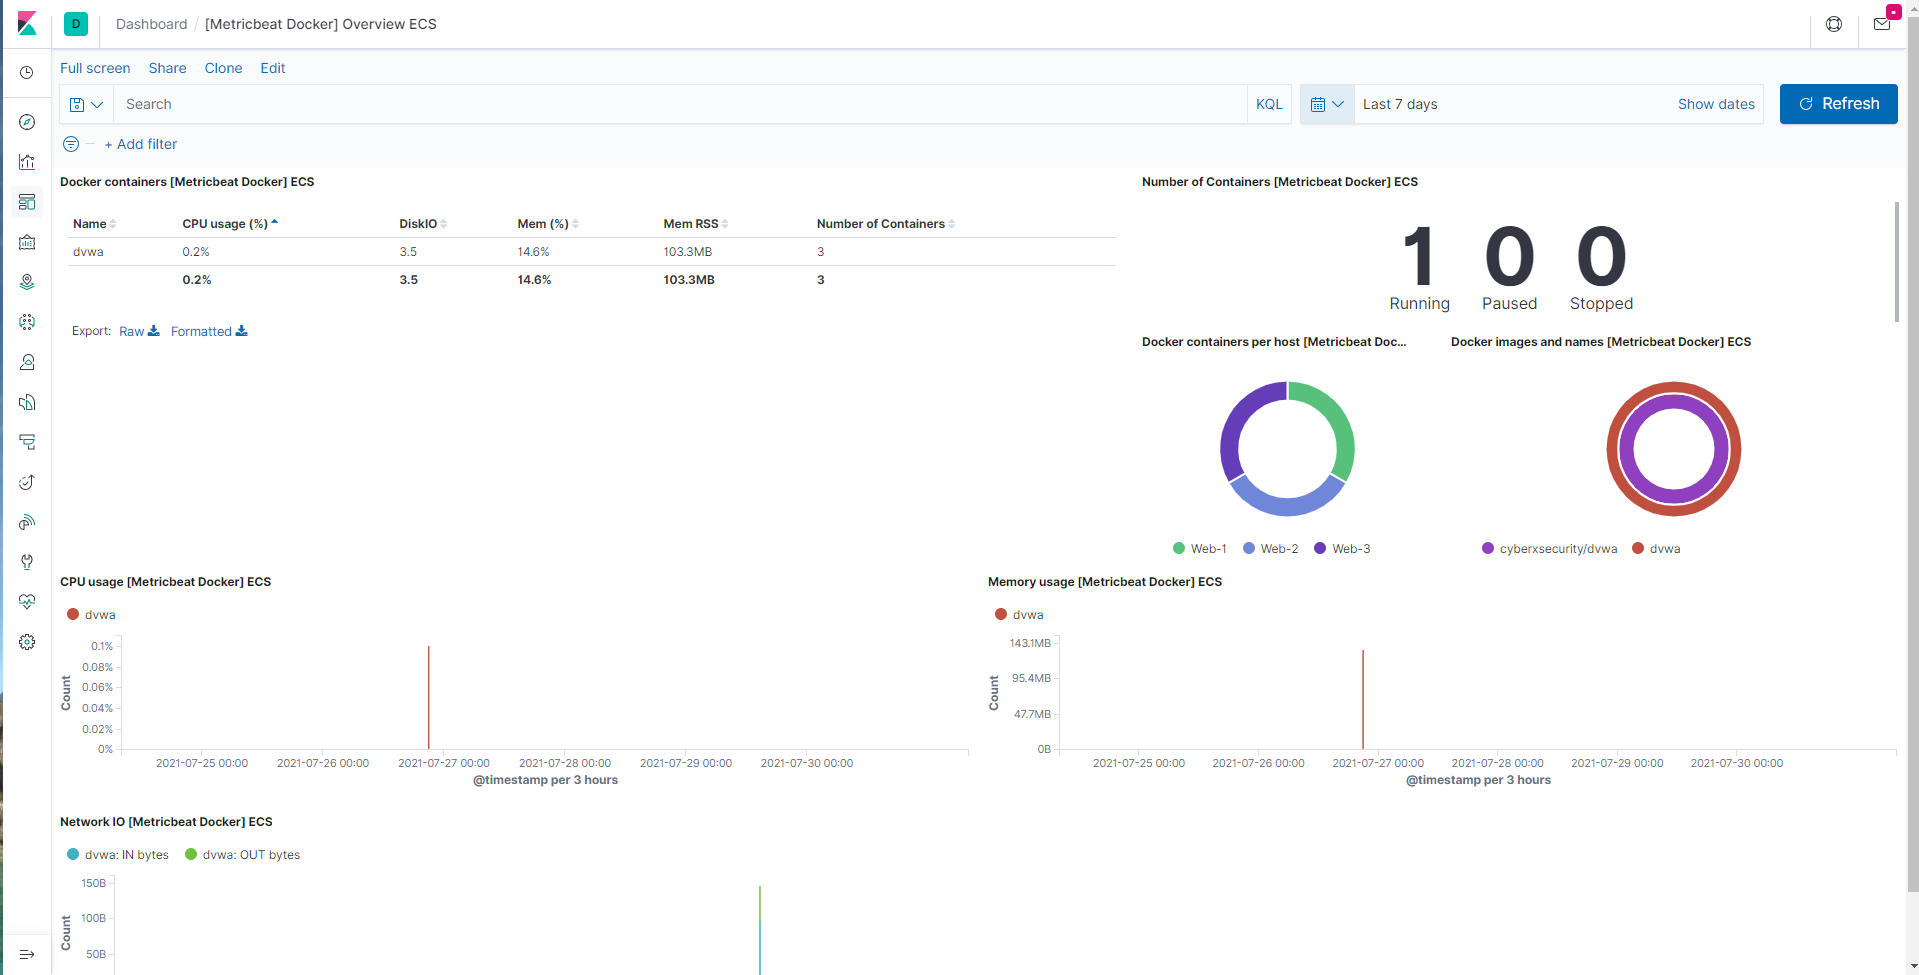 D Dashboard / [Metricbeat Docker] Overview ECS
Full screen Share Clone Edit
Search KQL Last 7 days Show dates Refresh
+ Add filter
Docker containers [Metricbeat Docker] ECS
Name CPU usage (%) DiskIO Mem (%) Mem RSS Number of Containers
dvwa 0.2% 3.5 14.6% 103.3MB 3
0.2% 3.5 14.6% 103.3MB 3
Export: Raw Formatted
Number of Containers [Metricbeat Docker] ECS
1 0 0
Running Paused Stopped
Docker containers per host [Metricbeat Doc...
Web-1 Web-2 Web-3
Docker images and names [Metricbeat Docker] ECS
cyberxsecurity/dvwa dvwa
CPU usage [Metricbeat Docker] ECS
dvwa
0.1%
0.08%
0.06%
0.04%
0.02%
0%
Count
2021-07-25 00:00 2021-07-26 00:00 2021-07-27 00:00 2021-07-28 00:00 2021-07-29 00:00 2021-07-30 00:00
@timestamp per 3 hours
Memory usage [Metricbeat Docker] ECS
dvwa
143.1MB
95.4MB
47.7MB
0B
Count
2021-07-25 00:00 2021-07-26 00:00 2021-07-27 00:00 2021-07-28 00:00 2021-07-29 00:00 2021-07-30 00:00
@timestamp per 3 hours
Network IO [Metricbeat Docker] ECS
dvwa: IN bytes dvwa: OUT bytes
150B
100B
50B
Count